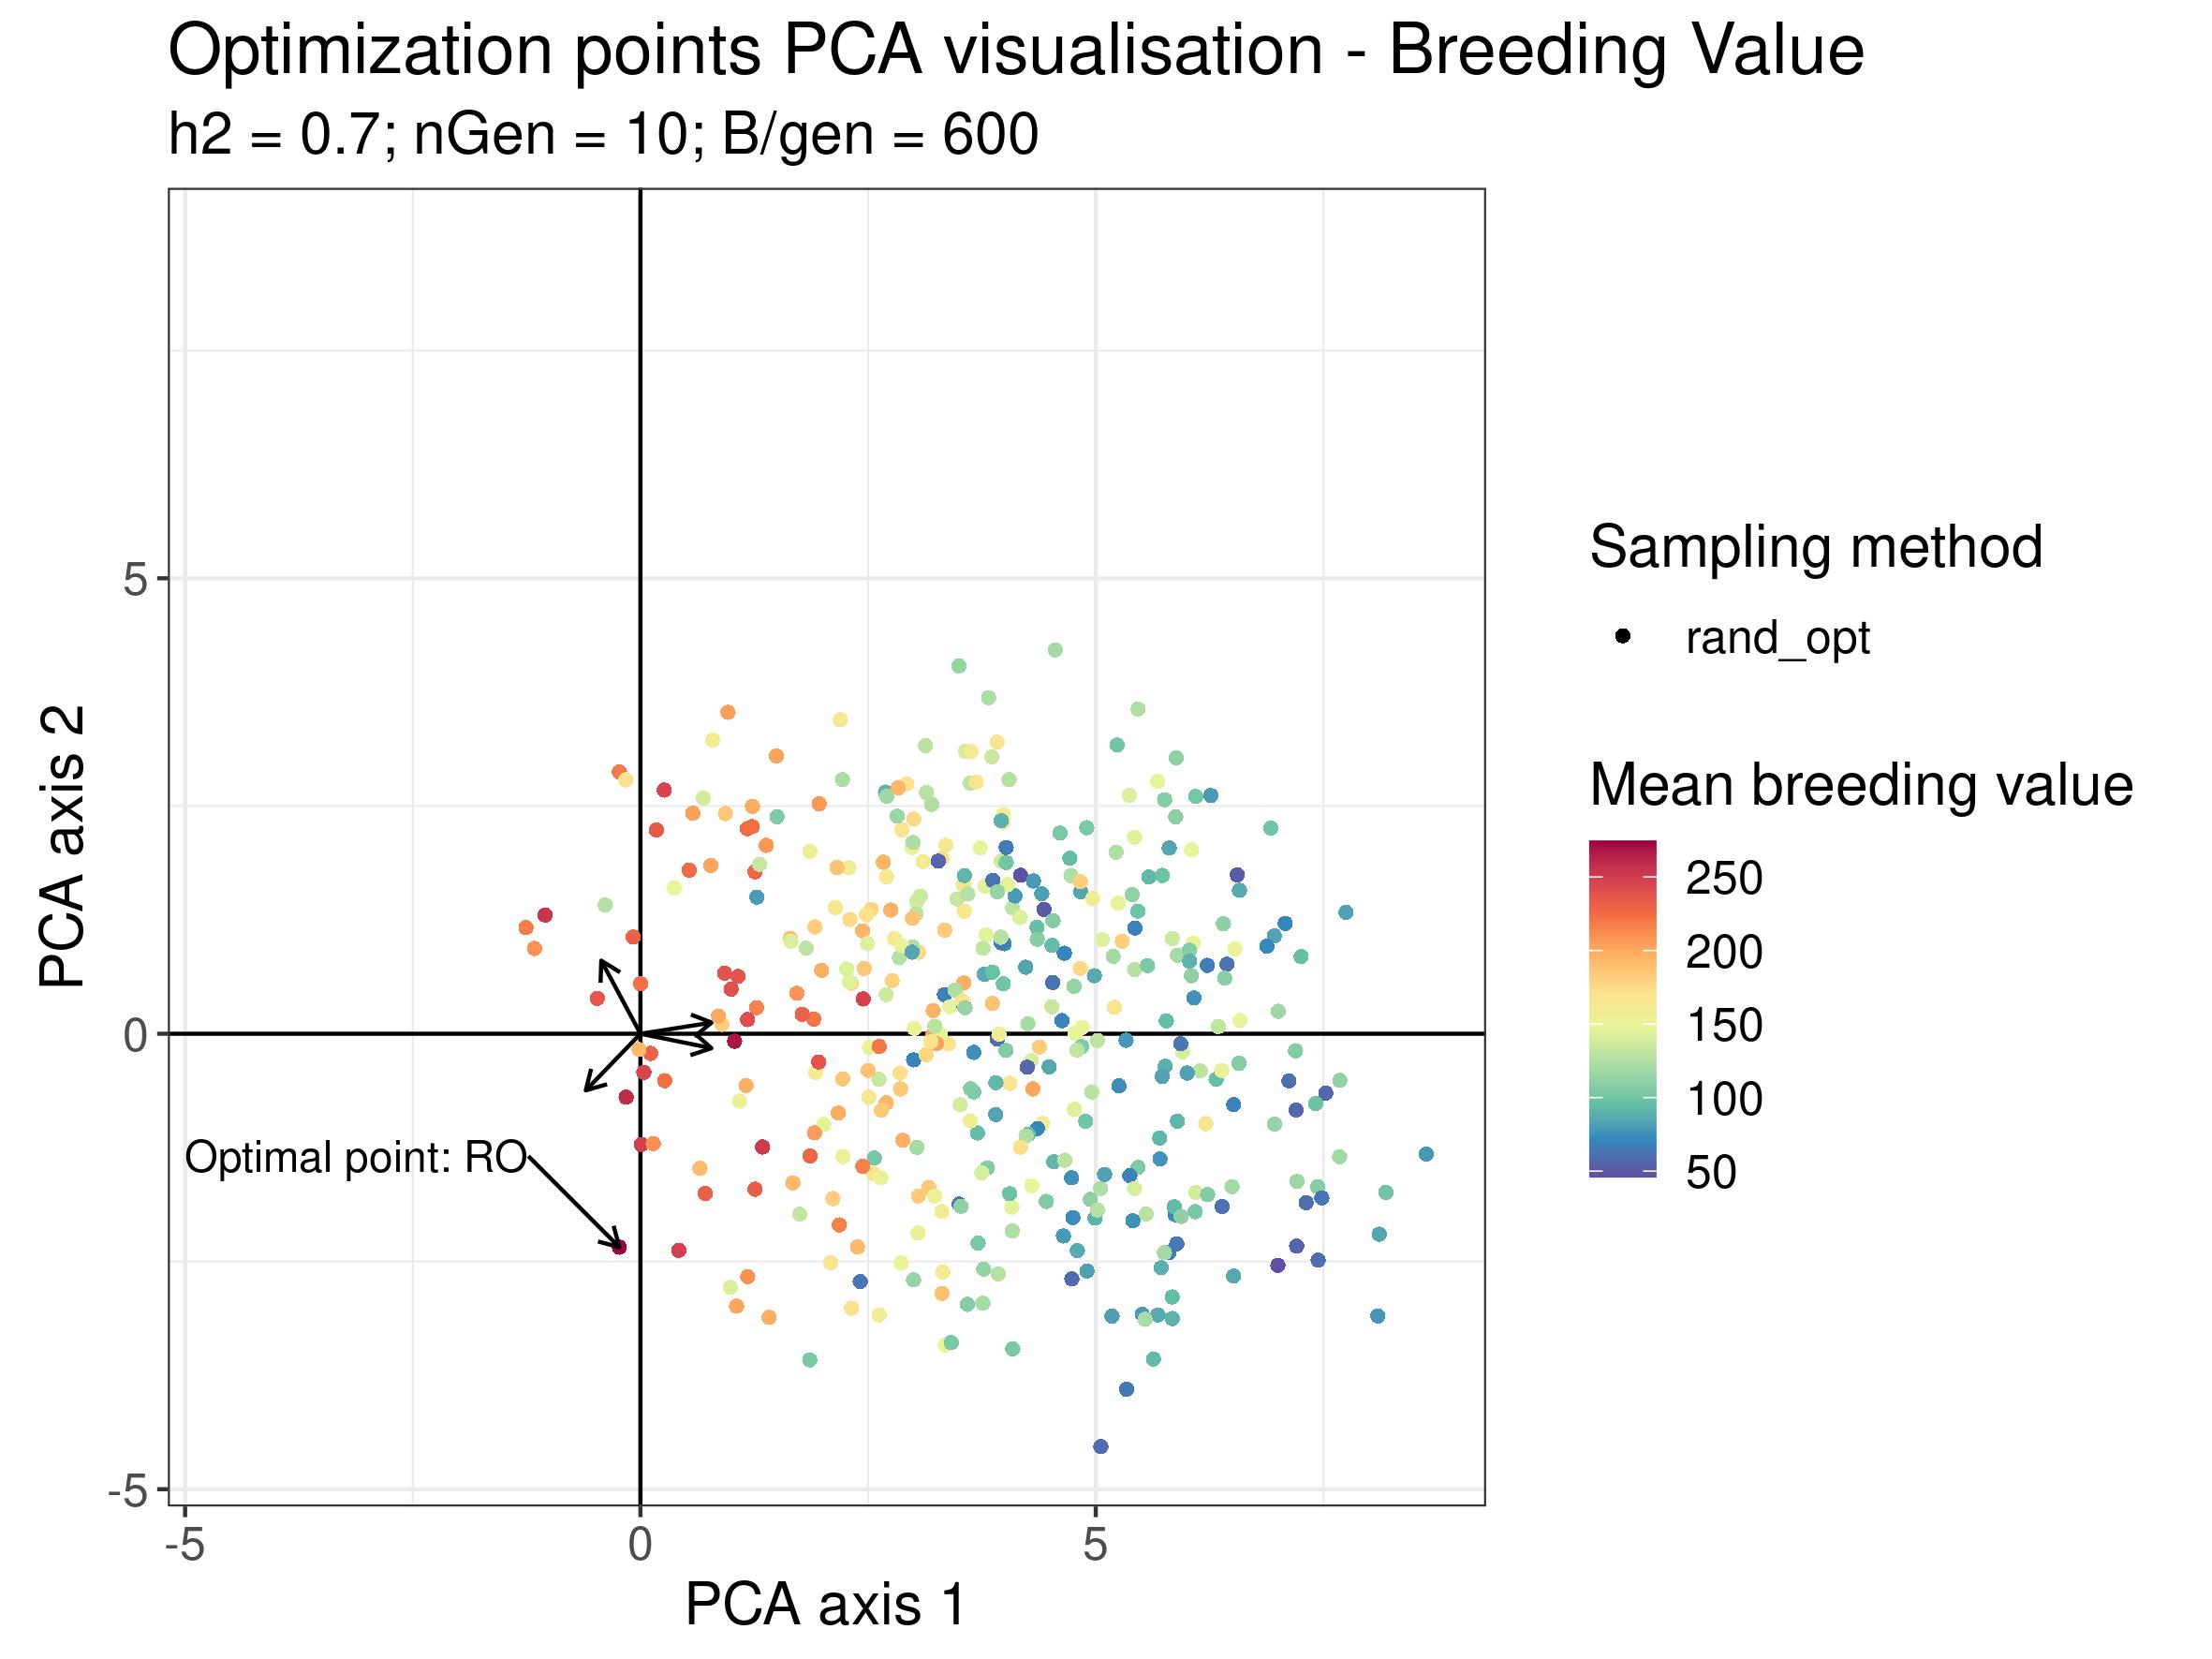 Optimization points PCA visualisation - Breeding Value
h2 = 0.7; nGen = 10; B/gen = 600
PCA axis 2
5
0
-5
Optimal point: RO
-5
0
5
PCA axis 1
Sampling method
rand_opt
Mean breeding value
250
200
150
100
50